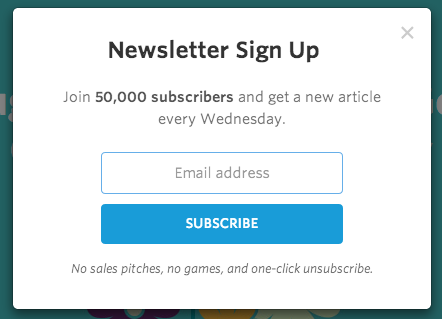 Newsletter Sign Up
Join 50,000 subscribers and get a new article
every Wednesday.
Email address
SUBSCRIBE
No sales pitches, no games, and one-click unsubscribe.